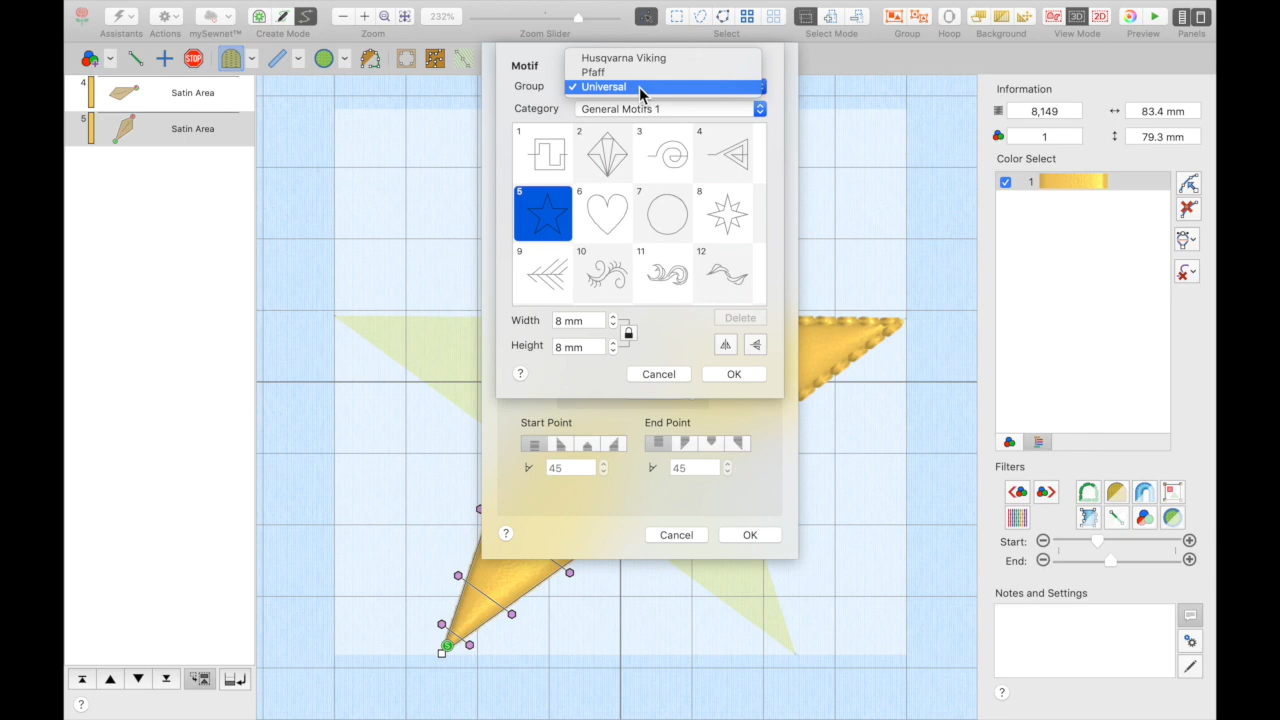 232%
Assistants Actions mySewnet™ Create Mode Zoom Zoom Slider Select Select Mode Group Hoop Background View Mode Preview Panels
3D 2D
STOP
4 Satin Area
5 Satin Area
Motif
Group
Husqvarna Viking
Pfaff
✓ Universal
Category General Motifs 1
1 2 3 4
5 6 7 8
9 10 11 12
Width 8 mm
Delete
Height 8 mm
? Cancel OK
Start Point End Point
45 45
? Cancel OK
Information
8,149 83.4 mm
1 79.3 mm
Color Select
1
Filters
Start:
End:
Notes and Settings
?
?